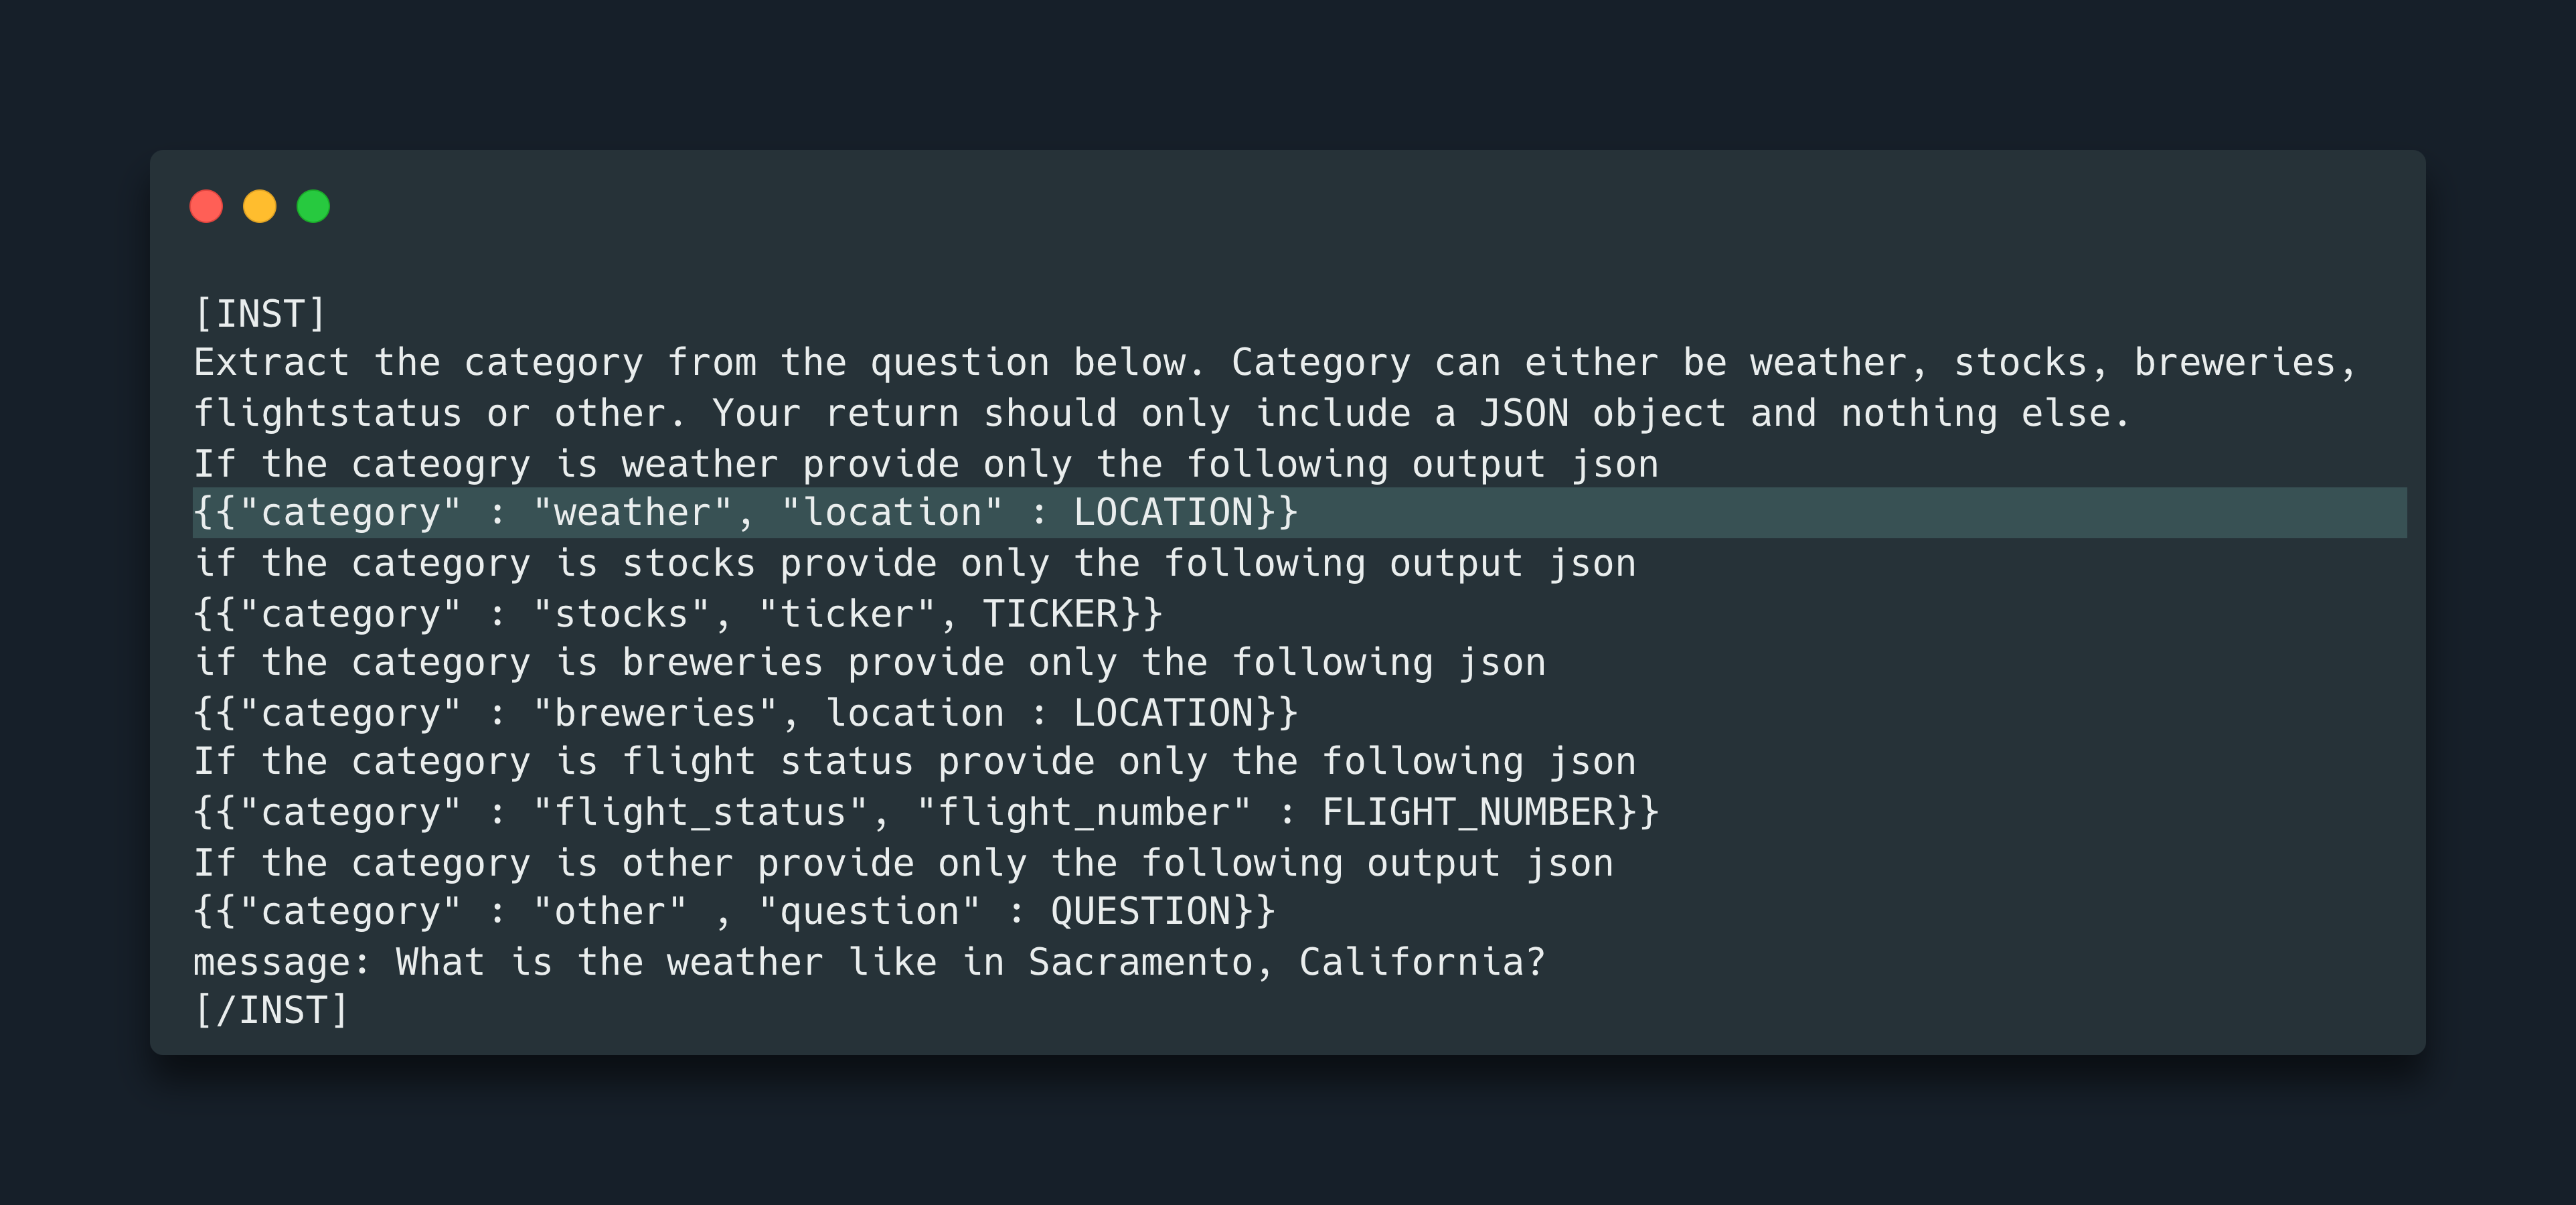 [INST]
Extract the category from the question below. Category can either be weather, stocks, breweries,
flightstatus or other. Your return should only include a JSON object and nothing else.
If the cateogry is weather provide only the following output json
{{"category" : "weather", "location" : LOCATION}}
if the category is stocks provide only the following output json
{{"category" : "stocks", "ticker", TICKER}}
if the category is breweries provide only the following json
{{"category" : "breweries", location : LOCATION}}
If the category is flight status provide only the following json
{{"category" : "flight_status", "flight_number" : FLIGHT_NUMBER}}
If the category is other provide only the following output json
{{"category" : "other" , "question" : QUESTION}}
message: What is the weather like in Sacramento, California?
[/INST]